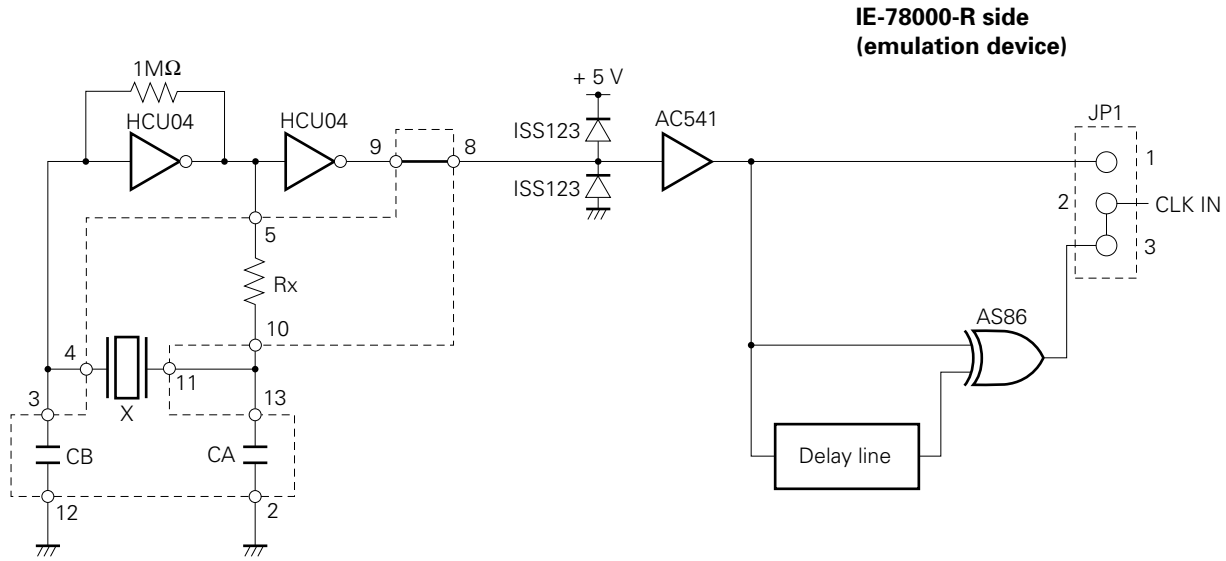 IE-78000-R side
(emulation device)
1MΩ
HCU04
HCU04
9
8
+ 5 V
ISS123
ISS123
AC541
JP1
1
2
CLK IN
3
5
Rx
10
4
11
X
3
13
CB
CA
12
2
AS86
Delay line